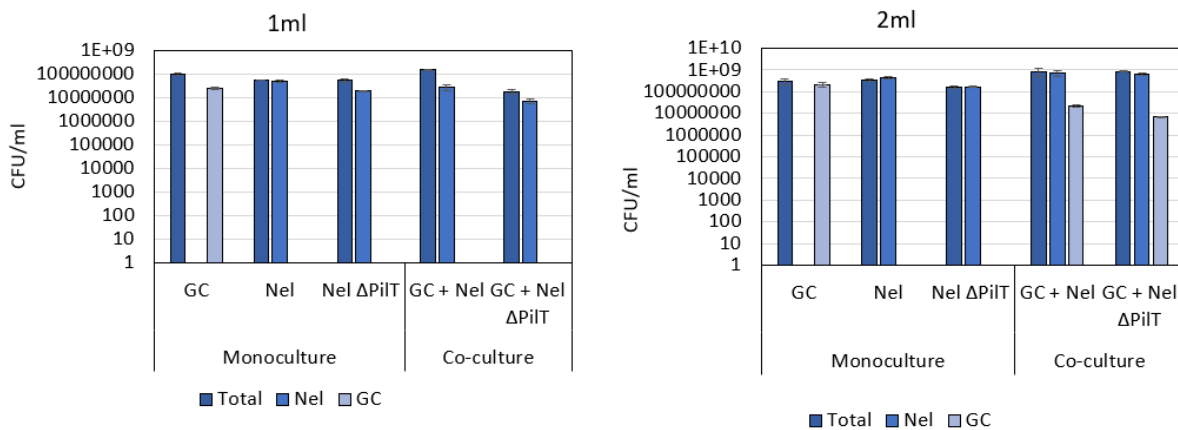 1ml
1E+09
100000000
10000000
1000000
100000
10000
1000
100
10
1
CFU/ml
GC
Nel
Nel ΔPilT
GC + Nel
GC + Nel
ΔPilT
Monoculture
Co-culture
Total
Nel
GC
2ml
1E+10
1E+09
100000000
10000000
1000000
100000
10000
1000
100
10
1
CFU/ml
GC
Nel
Nel ΔPilT
GC + Nel
GC + Nel
ΔPilT
Monoculture
Co-culture
Total
Nel
GC